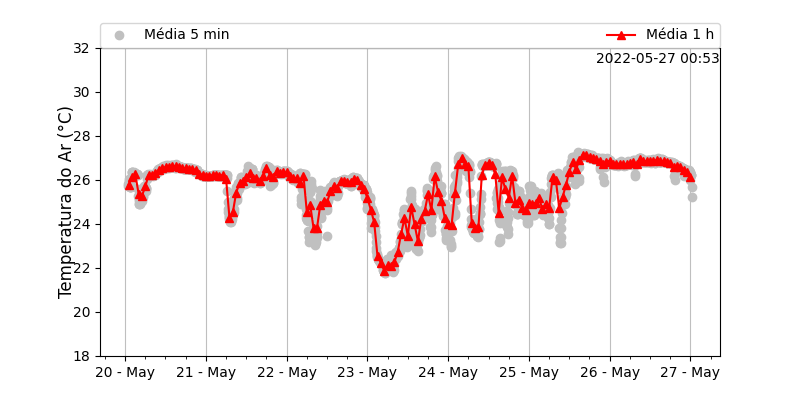 Média 5 min
Média 1 h
2022-05-27 00:53
Temperatura do Ar (°C)
32
30
28
26
24
22
20
18
20 - May
21 - May
22 - May
23 - May
24 - May
25 - May
26 - May
27 - May